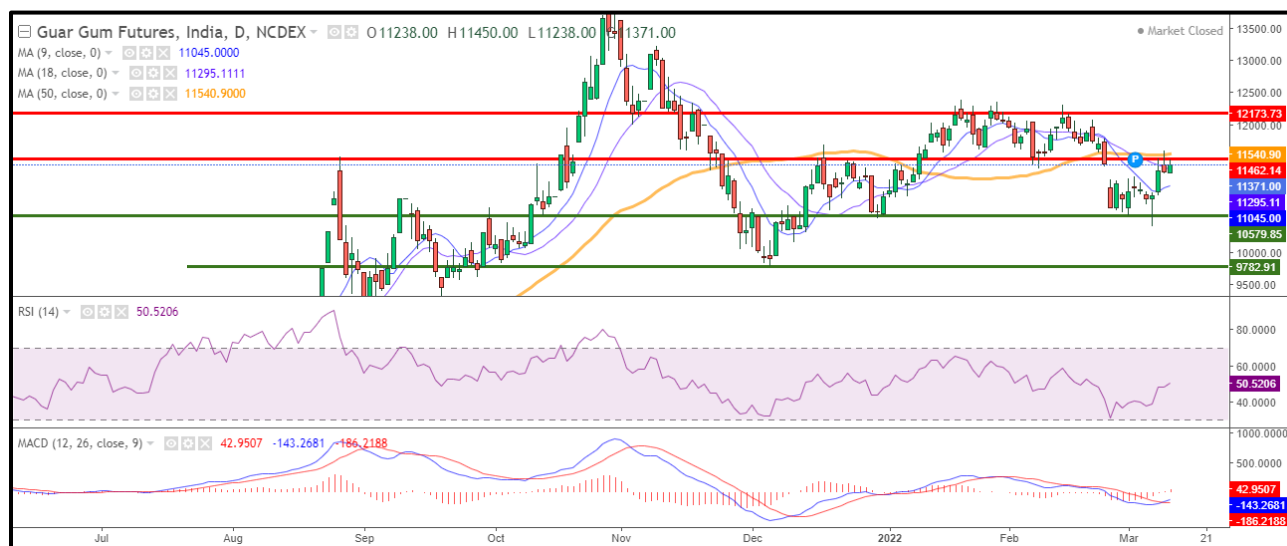 Guar Gum Futures, India, D, NCDEX O11238.00 H11450.00 L11238.00 C11371.00
Market Closed
MA (9, close, 0) 11045.0000
MA (18, close, 0) 11295.1111
MA (50, close, 0) 11540.9000
P
13500.00
13000.00
12500.00
12173.73
12000.00
11540.90
11462.14
11371.00
11295.11
11045.00
10579.85
10000.00
9782.91
9500.00
RSI (14) 50.5206
80.0000
60.0000
50.5206
40.0000
MACD (12, 26, close, 9) 42.9507 -143.2681 -186.2188
1000.0000
500.0000
42.9507
-143.2681
-186.2188
Jul Aug Sep Oct Nov Dec 2022 Feb Mar 21